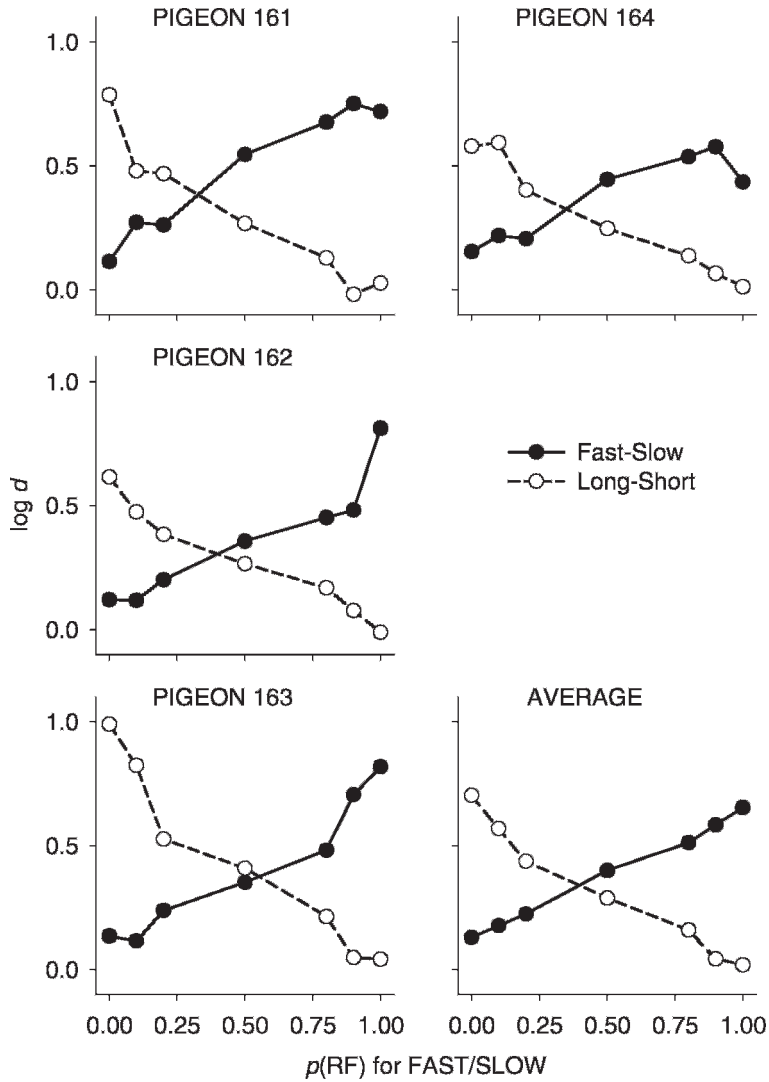 PIGEON 161
PIGEON 164
1.0
0.5
0.0
PIGEON 162
1.0
0.5
0.0
log d
Fast-Slow
Long-Short
PIGEON 163
AVERAGE
1.0
0.5
0.0
0.00 0.25 0.50 0.75 1.00
0.00 0.25 0.50 0.75 1.00
p(RF) for FAST/SLOW